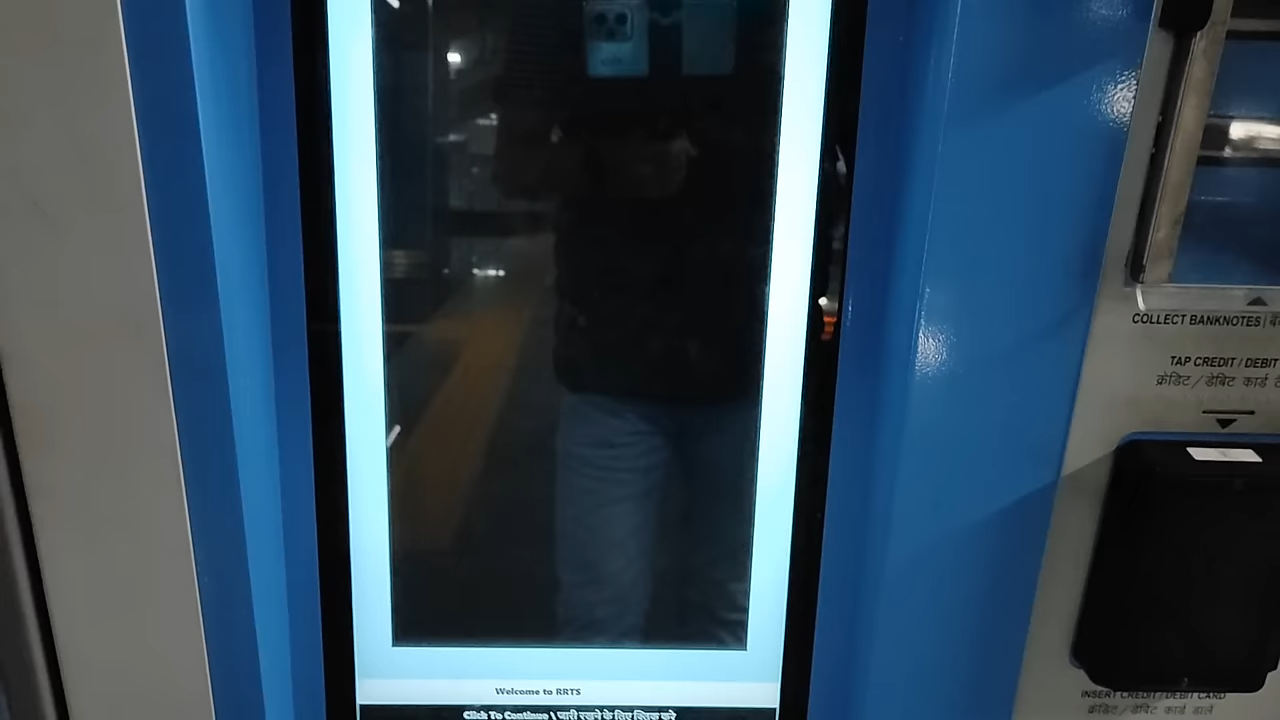 COLLECT BANKNOTES |
TAP CREDIT / DEBIT
क्रेडिट / डेबिट कार्ड
INSERT CREDIT / DEBIT CARD
क्रेडिट / डेबिट कार्ड डालें
Welcome to RRTS
Click To Continue \ जारी रखने के लिए क्लिक करे